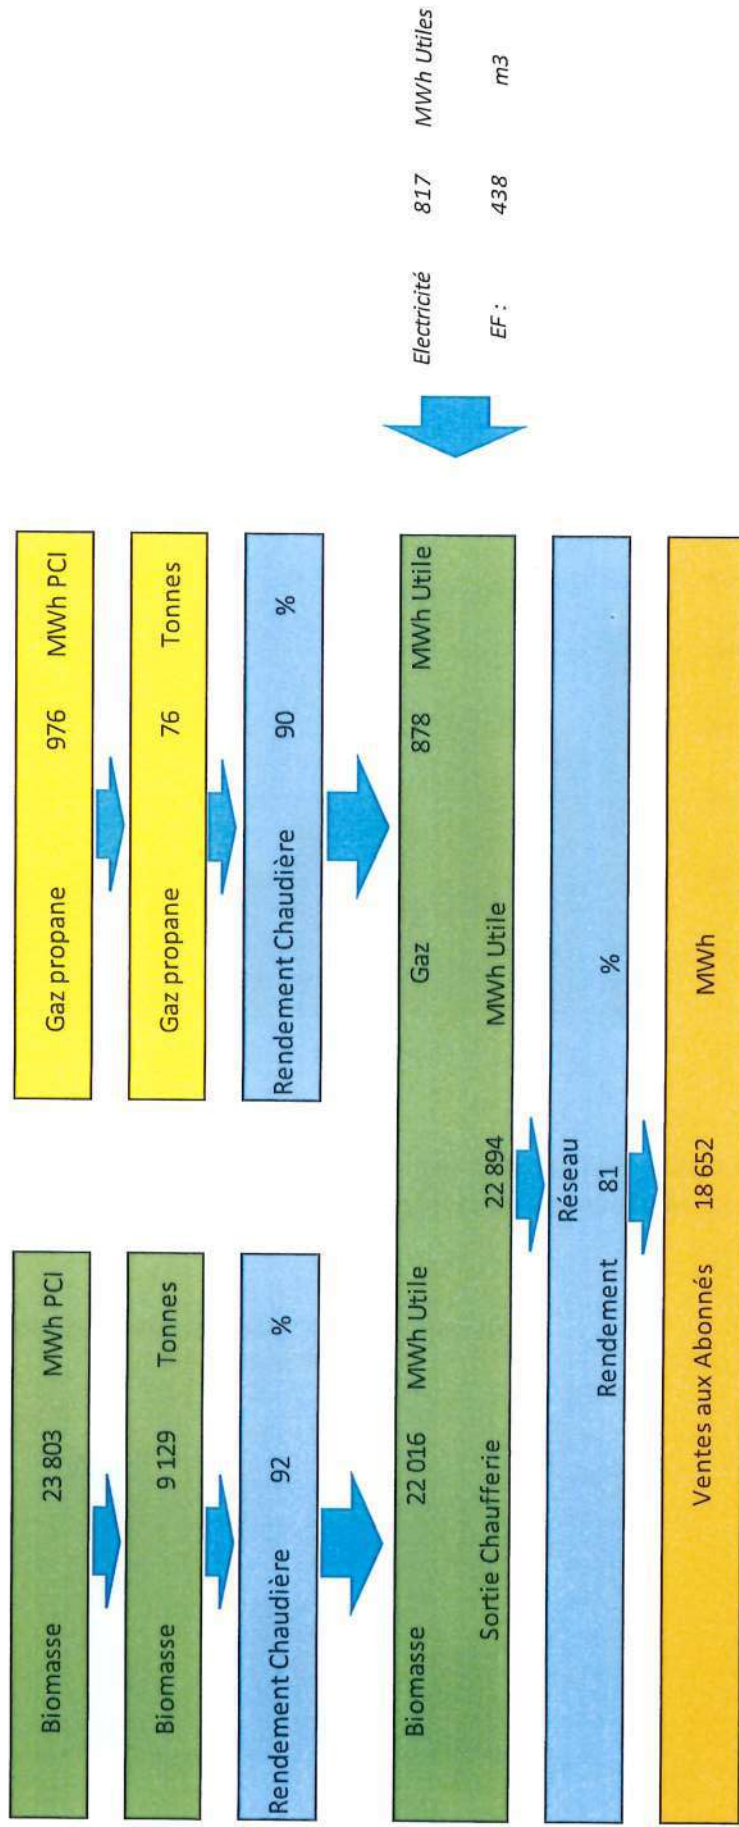 Biomasse 23 803 MWh PCI
Gaz propane 976 MWh PCI
Biomasse 9 129 Tonnes
Gaz propane 76 Tonnes
Rendement Chaudière 92 %
Rendement Chaudière 90 %
Biomasse 22 016 MWh Utile Gaz 878 MWh Utile
Sortie Chaufferie 22 894 MWh Utile
Electricité 817 MWh Utiles
EF : 438 m3
Réseau
Rendement 81 %
Ventes aux Abonnés 18 652 MWh